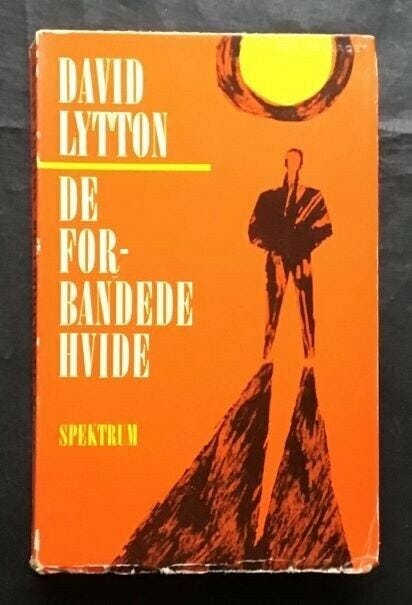 DAVID
LYTTON
DE
FOR-
BANDEDE
HVIDE
SPEKTRUM